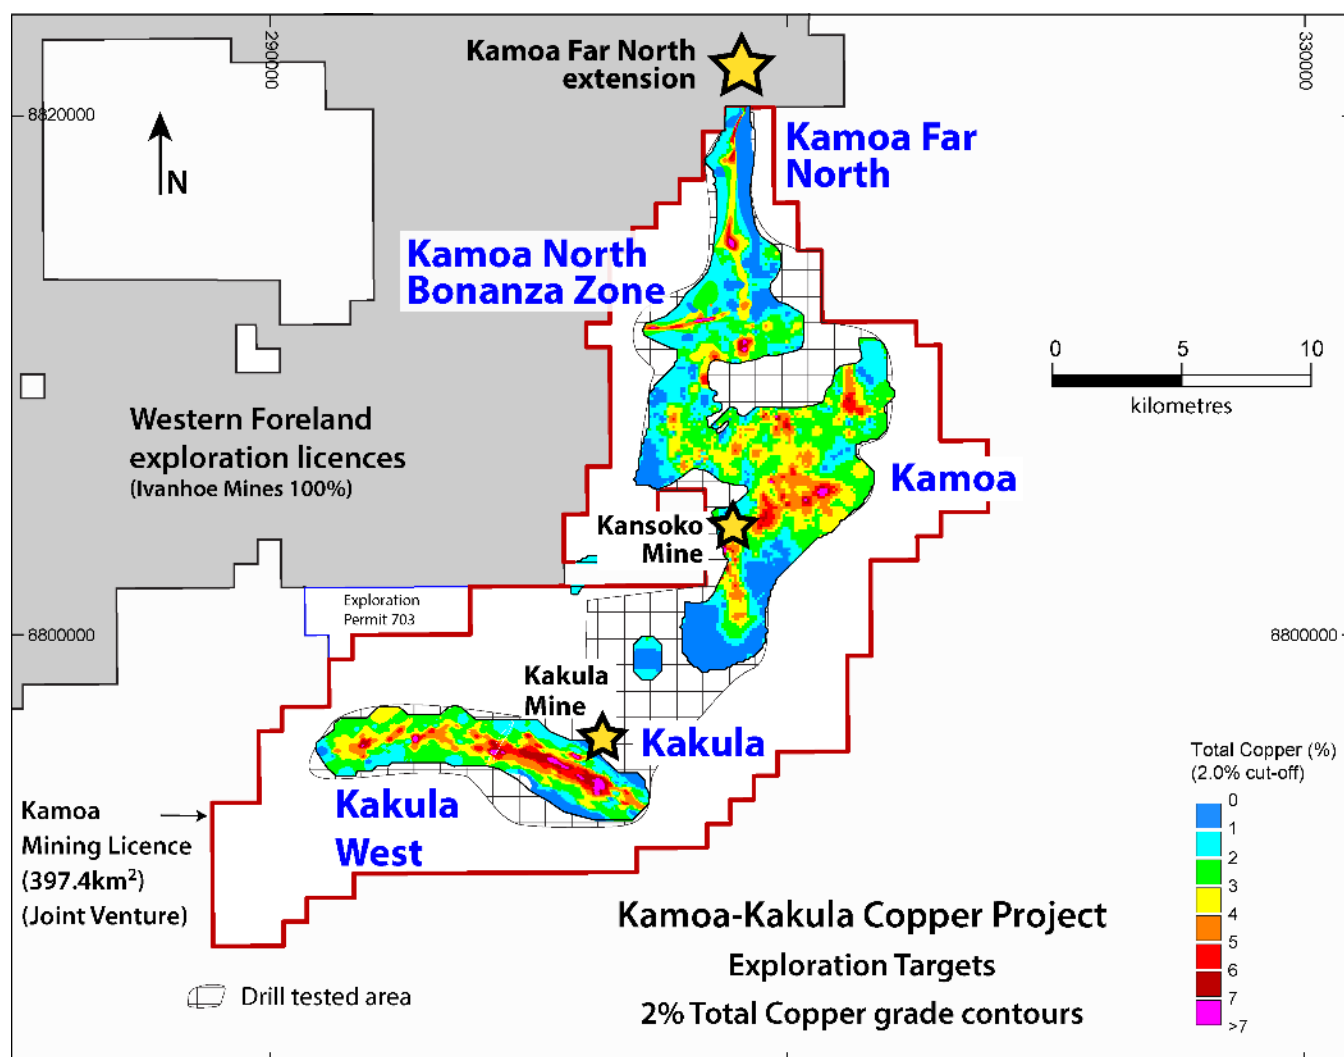 290000
330000
Kamoa Far North
extension
8820000
Kamoa Far
North
N
Kamoa North
Bonanza Zone
0 5 10
kilometres
Western Foreland
exploration licences
(Ivanhoe Mines 100%)
Kamoa
Kansoko
Mine
Exploration
Permit 703
8800000
8800000
Kakula
Mine
Kakula
Kakula
West
Kamoa
Mining Licence
(397.4km²)
(Joint Venture)
Total Copper (%)
(2.0% cut-off)
0
1
2
3
4
5
6
7
>7
Kamoa-Kakula Copper Project
Exploration Targets
2% Total Copper grade contours
Drill tested area